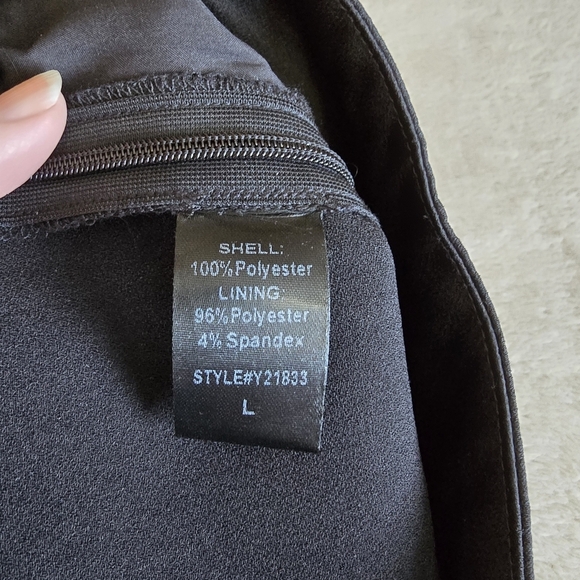 SHELL:
100%Polyester
LINING
96%Polyester
4% Spandex
STYLE#Y21833
L